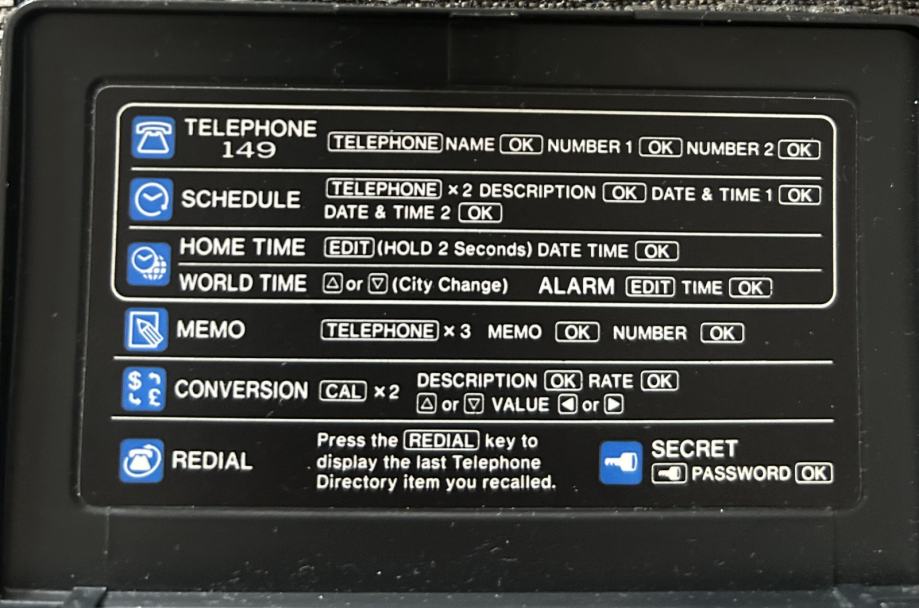 TELEPHONE
149
TELEPHONE NAME OK NUMBER 1 OK NUMBER 2 OK
SCHEDULE
TELEPHONE ×2 DESCRIPTION OK DATE & TIME 1 OK
DATE & TIME 2 OK
HOME TIME EDIT (HOLD 2 Seconds) DATE TIME OK
WORLD TIME △ or ▽ (City Change) ALARM EDIT TIME OK
MEMO TELEPHONE ×3 MEMO OK NUMBER OK
$ £
CONVERSION CAL ×2
DESCRIPTION OK RATE OK
△ or ▽ VALUE ◀ or ▶
REDIAL
Press the REDIAL key to
display the last Telephone
Directory item you recalled.
SECRET
PASSWORD OK